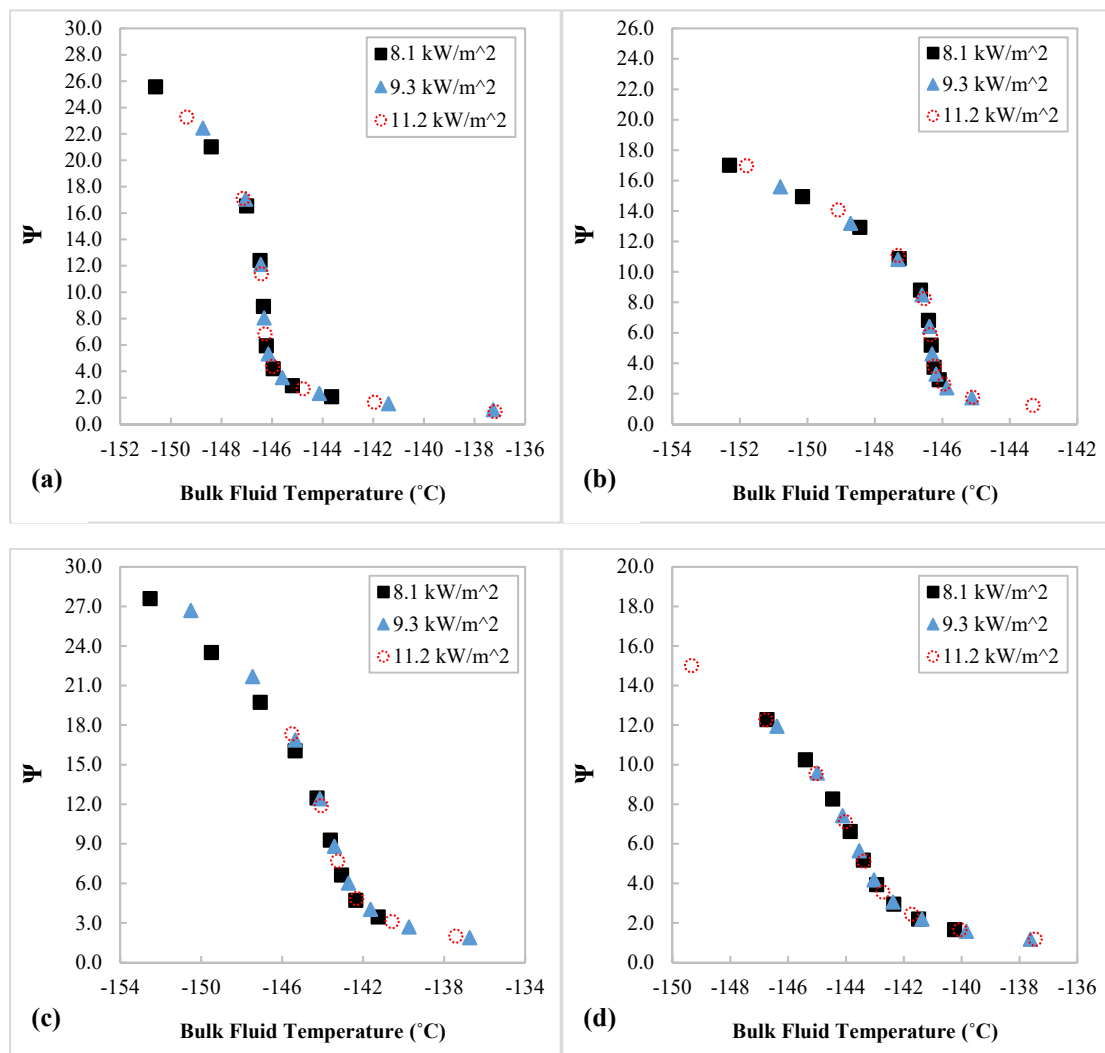 30.0
28.0
26.0
24.0
22.0
20.0
18.0
16.0
14.0
12.0
10.0
8.0
6.0
4.0
2.0
0.0
Ψ
8.1 kW/m^2
9.3 kW/m^2
11.2 kW/m^2
-152 -150 -148 -146 -144 -142 -140 -138 -136
(a)
Bulk Fluid Temperature (˚C)
26.0
24.0
22.0
20.0
18.0
16.0
14.0
12.0
10.0
8.0
6.0
4.0
2.0
0.0
Ψ
8.1 kW/m^2
9.3 kW/m^2
11.2 kW/m^2
-154 -152 -150 -148 -146 -144 -142
(b)
Bulk Fluid Temperature (˚C)
30.0
27.0
24.0
21.0
18.0
15.0
12.0
9.0
6.0
3.0
0.0
Ψ
8.1 kW/m^2
9.3 kW/m^2
11.2 kW/m^2
-154 -150 -146 -142 -138 -134
(c)
Bulk Fluid Temperature (˚C)
20.0
18.0
16.0
14.0
12.0
10.0
8.0
6.0
4.0
2.0
0.0
Ψ
8.1 kW/m^2
9.3 kW/m^2
11.2 kW/m^2
-150 -148 -146 -144 -142 -140 -138 -136
(d)
Bulk Fluid Temperature (˚C)